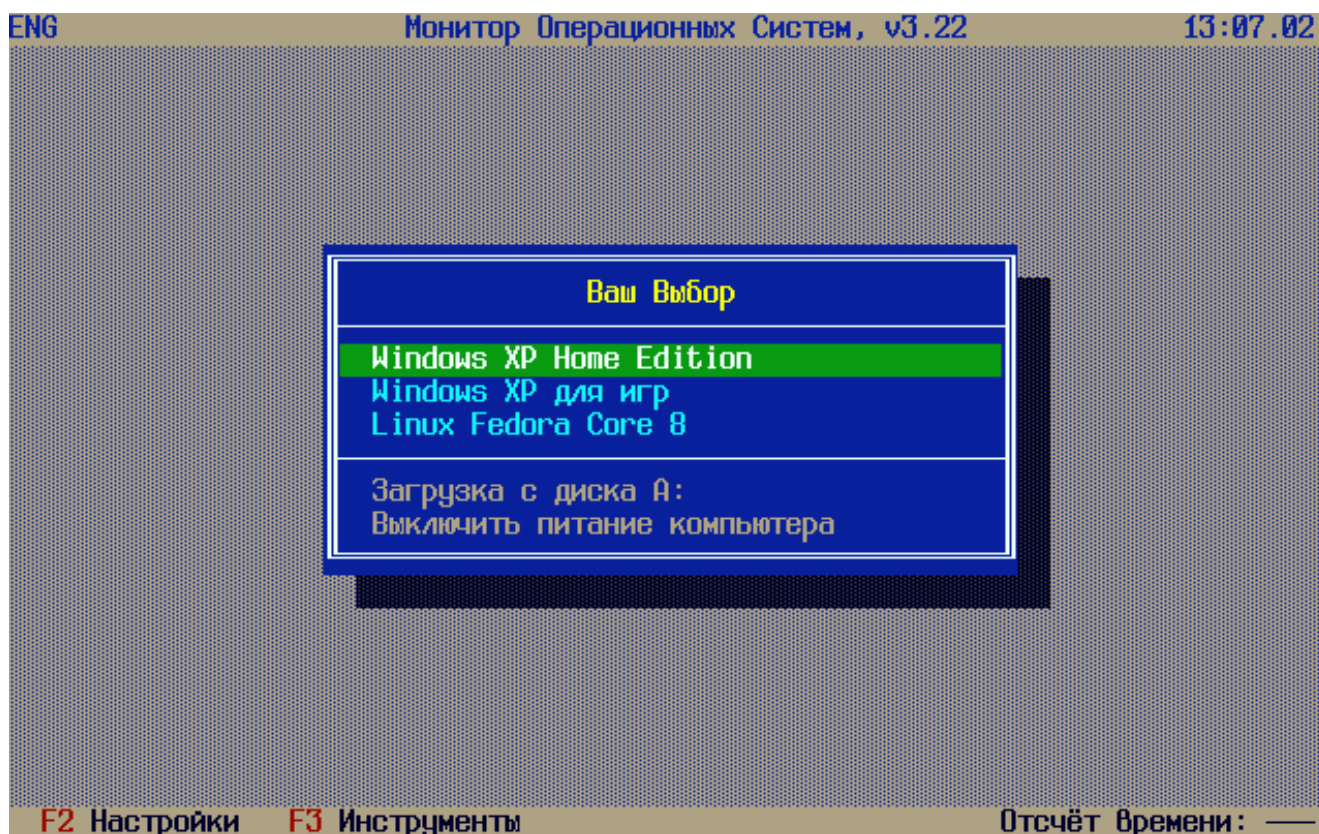 ENG Монитор Операционных Систем, v3.22 13:07.02
Ваш Выбор
Windows XP Home Edition
Windows XP для игр
Linux Fedora Core 8
Загрузка с диска A:
Выключить питание компьютера
F2 Настройки F3 Инструменты Отсчёт времени: ──